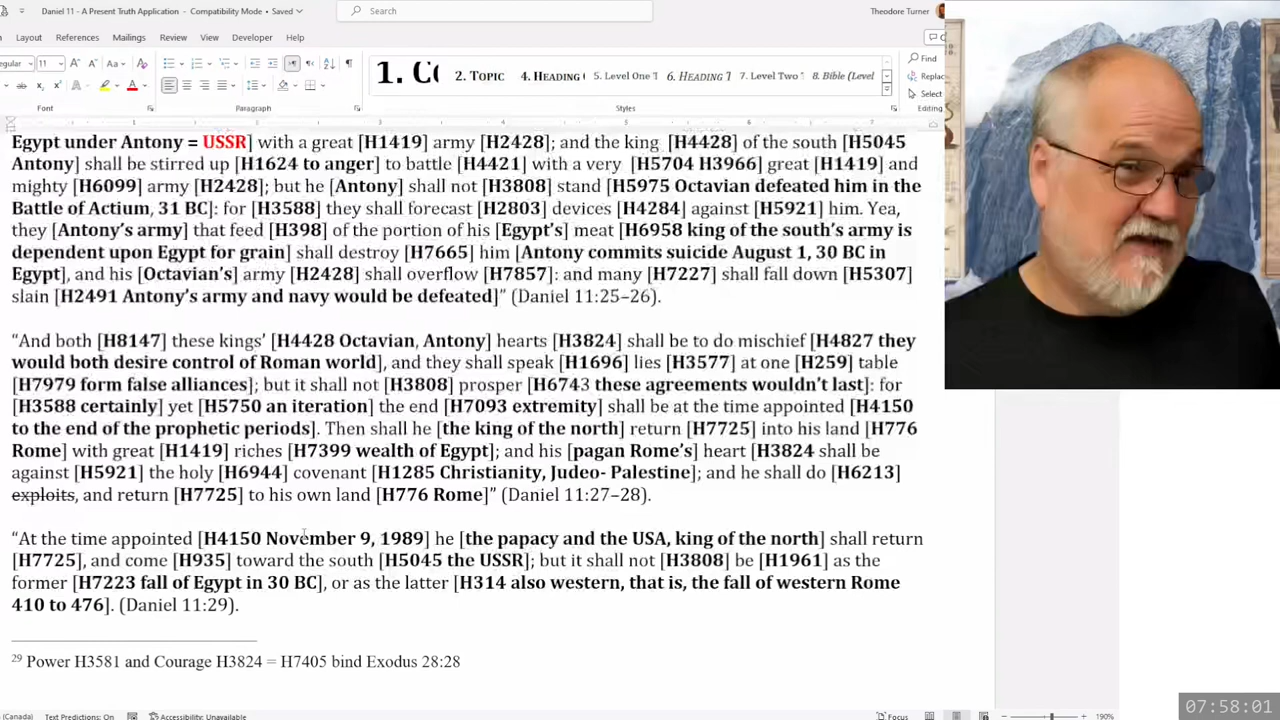 Daniel 11 - A Present Truth Application - Compatibility Mode • Saved
Search
Theodore Turner
Layout References Mailings Review View Developer Help
11
Find
1. 2. TOPIC 4. HEADING 5. Level One 6. HEADING 7. Level Two 8. Bible (Level
Font Paragraph Styles Editing
Egypt under Antony = USSR] with a great [H1419] army [H2428]; and the king [H4428] of the south [H5045
Antony] shall be stirred up [H1624 to anger] to battle [H4421] with a very [H5704 H3966] great [H1419] and
mighty [H6099] army [H2428]; but he [Antony] shall not [H3808] stand [H5975 Octavian defeated him in the
Battle of Actium, 31 BC]: for [H3588] they shall forecast [H2803] devices [H4284] against [H5921] him. Yea,
they [Antony’s army] that feed [H398] of the portion of his [Egypt’s] meat [H6958 king of the south’s army is
dependent upon Egypt for grain] shall destroy [H7665] him [Antony commits suicide August 1, 30 BC in
Egypt], and his [Octavian’s] army [H2428] shall overflow [H7857]: and many [H7227] shall fall down [H5307]
slain [H2491 Antony’s army and navy would be defeated]” (Daniel 11:25–26).
“And both [H8147] these kings’ [H4428 Octavian, Antony] hearts [H3824] shall be to do mischief [H4827 they
would both desire control of Roman world], and they shall speak [H1696] lies [H3577] at one [H259] table
[H7979 form false alliances]; but it shall not [H3808] prosper [H6743 these agreements wouldn’t last]: for
[H3588 certainly] yet [H5750 an iteration] the end [H7093 extremity] shall be at the time appointed [H4150
to the end of the prophetic periods]. Then shall he [the king of the north] return [H7725] into his land [H776
Rome] with great [H1419] riches [H7399 wealth of Egypt]; and his [pagan Rome’s] heart [H3824 shall be
against [H5921] the holy [H6944] covenant [H1285 Christianity, Judeo- Palestine]; and he shall do [H6213]
exploits, and return [H7725] to his own land [H776 Rome]” (Daniel 11:27–28).
“At the time appointed [H4150 November 9, 1989] he [the papacy and the USA, king of the north] shall return
[H7725], and come [H935] toward the south [H5045 the USSR]; but it shall not [H3808] be [H1961] as the
former [H7223 fall of Egypt in 30 BC], or as the latter [H314 also western, that is, the fall of western Rome
410 to 476]. (Daniel 11:29).
29 Power H3581 and Courage H3824 = H7405 bind Exodus 28:28
07:58:01
(Canada) Text Predictions: On Accessibility: Unavailable Focus 190%